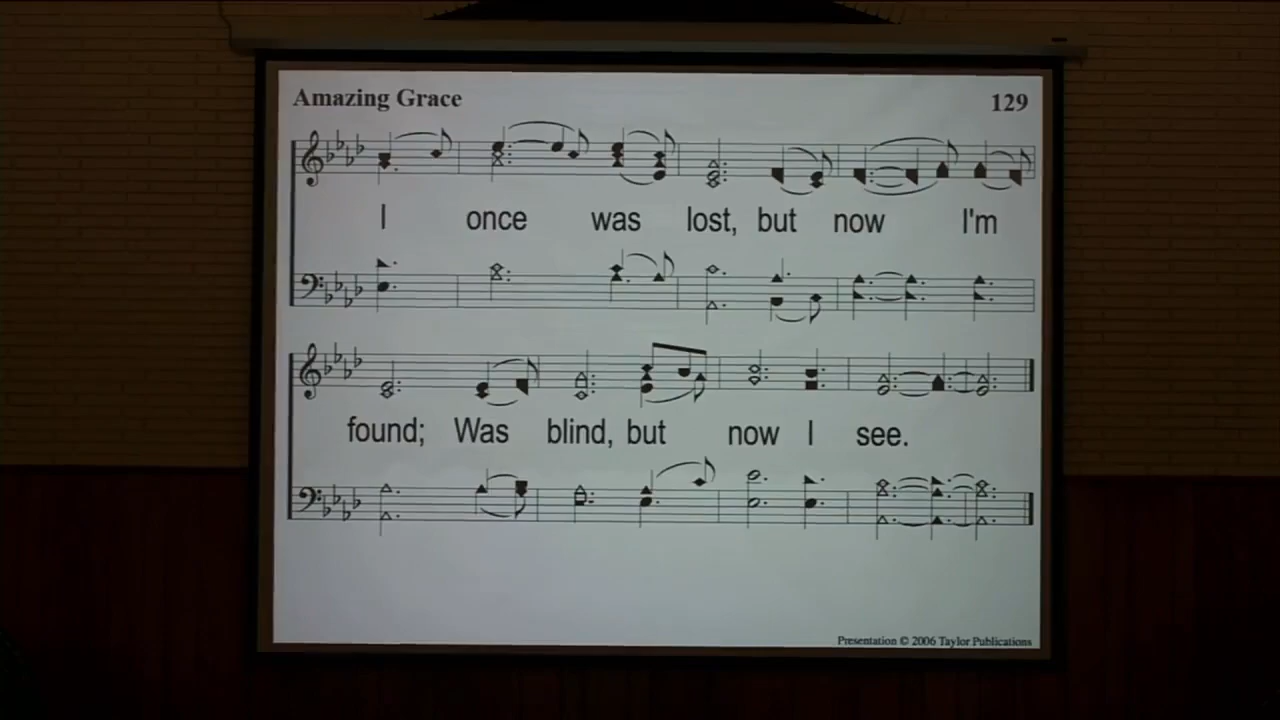 Amazing Grace
129
I once was lost, but now I'm
found; Was blind, but now I see.
Presentation © 2006 Taylor Publications